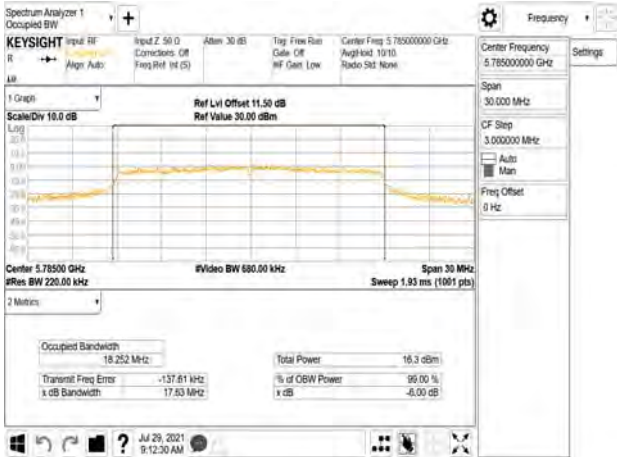 Spectrum Analyzer 1
Occupied BW
+
Frequency
KEYSIGHT Input: RF
R
Align: Auto
Input Z: 50 Ω
Corrections: Off
Freq Ref: Int (S)
Atten: 30 dB
Trig: Free Run
Gate: Off
#IF Gain: Low
Center Freq: 5.785000000 GHz
Avg|Hold: 10/10
Radio Std: None
Center Frequency
5.785000000 GHz
Settings
Span
30.000 MHz
CF Step
3.000000 MHz
Auto
Man
Freq Offset
0 Hz
1 Graph
Scale/Div 10.0 dB
Ref Lvl Offset 11.50 dB
Ref Value 30.00 dBm
Log
Center 5.78500 GHz
#Res BW 220.00 kHz
#Video BW 680.00 kHz
Span 30 MHz
Sweep 1.93 ms (1001 pts)
2 Metrics
Occupied Bandwidth
18.252 MHz
Total Power 16.3 dBm
Transmit Freq Error -137.61 kHz
% of OBW Power 99.00 %
x dB Bandwidth 17.63 MHz
x dB -6.00 dB
?
Jul 29, 2021
9:12:30 AM